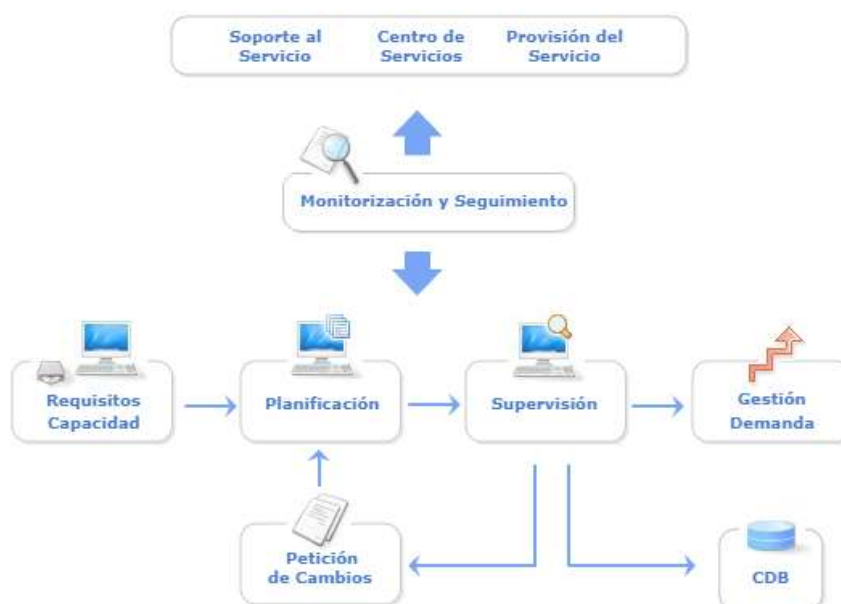 Soporte al Servicio
Centro de Servicios
Provisión del Servicio
Monitorización y Seguimiento
Requisitos
Capacidad
Planificación
Supervisión
Gestión
Demanda
Petición
de Cambios
CDB